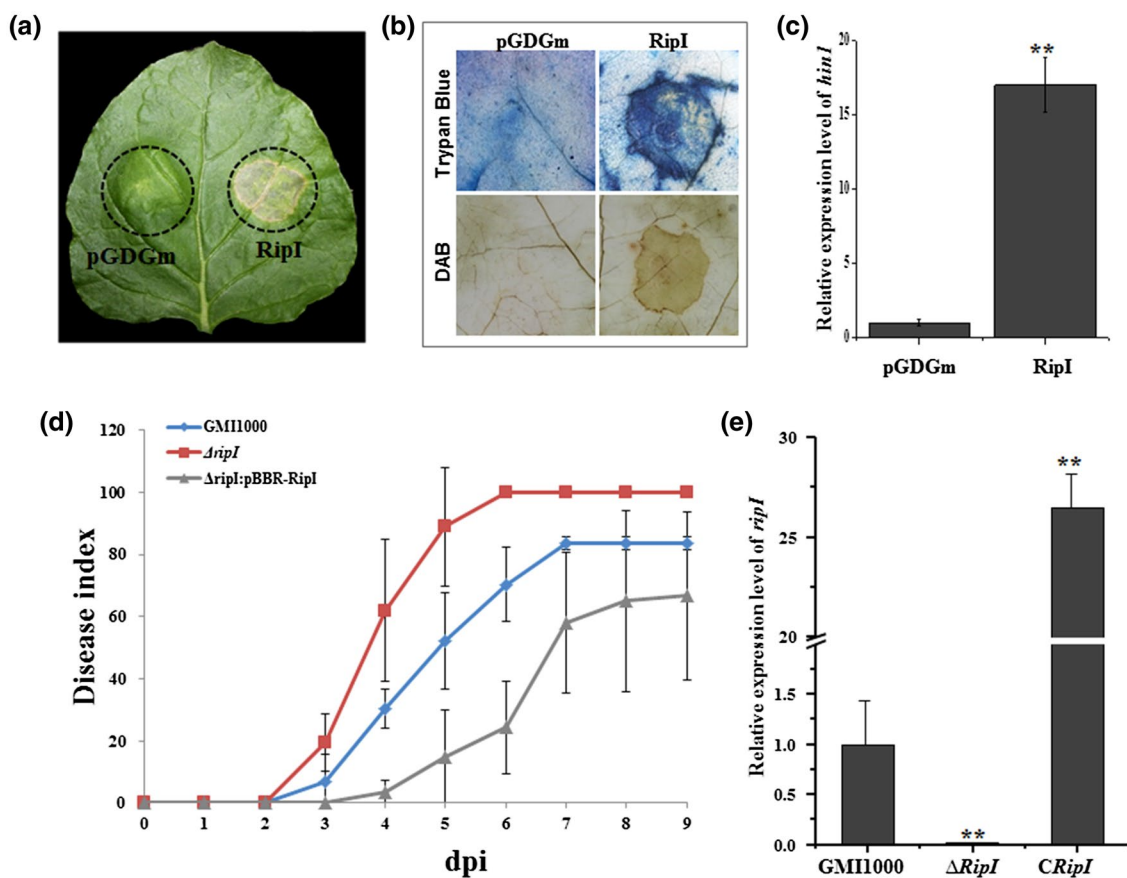 (a)
pGDGm
RipI
(b)
pGDGm
RipI
Trypan Blue
DAB
(c)
Relative expression level of hin1
20
15
10
5
0
**
pGDGm
RipI
(d)
GMI1000
ΔripI
ΔripI:pBBR-RipI
Disease index
120
100
80
60
40
20
0
0 1 2 3 4 5 6 7 8 9
dpi
(e)
Relative expression level of ripI
30
25
20
1.5
1.0
0.5
0.0
**
**
GMI1000
ΔRipI
CRipI